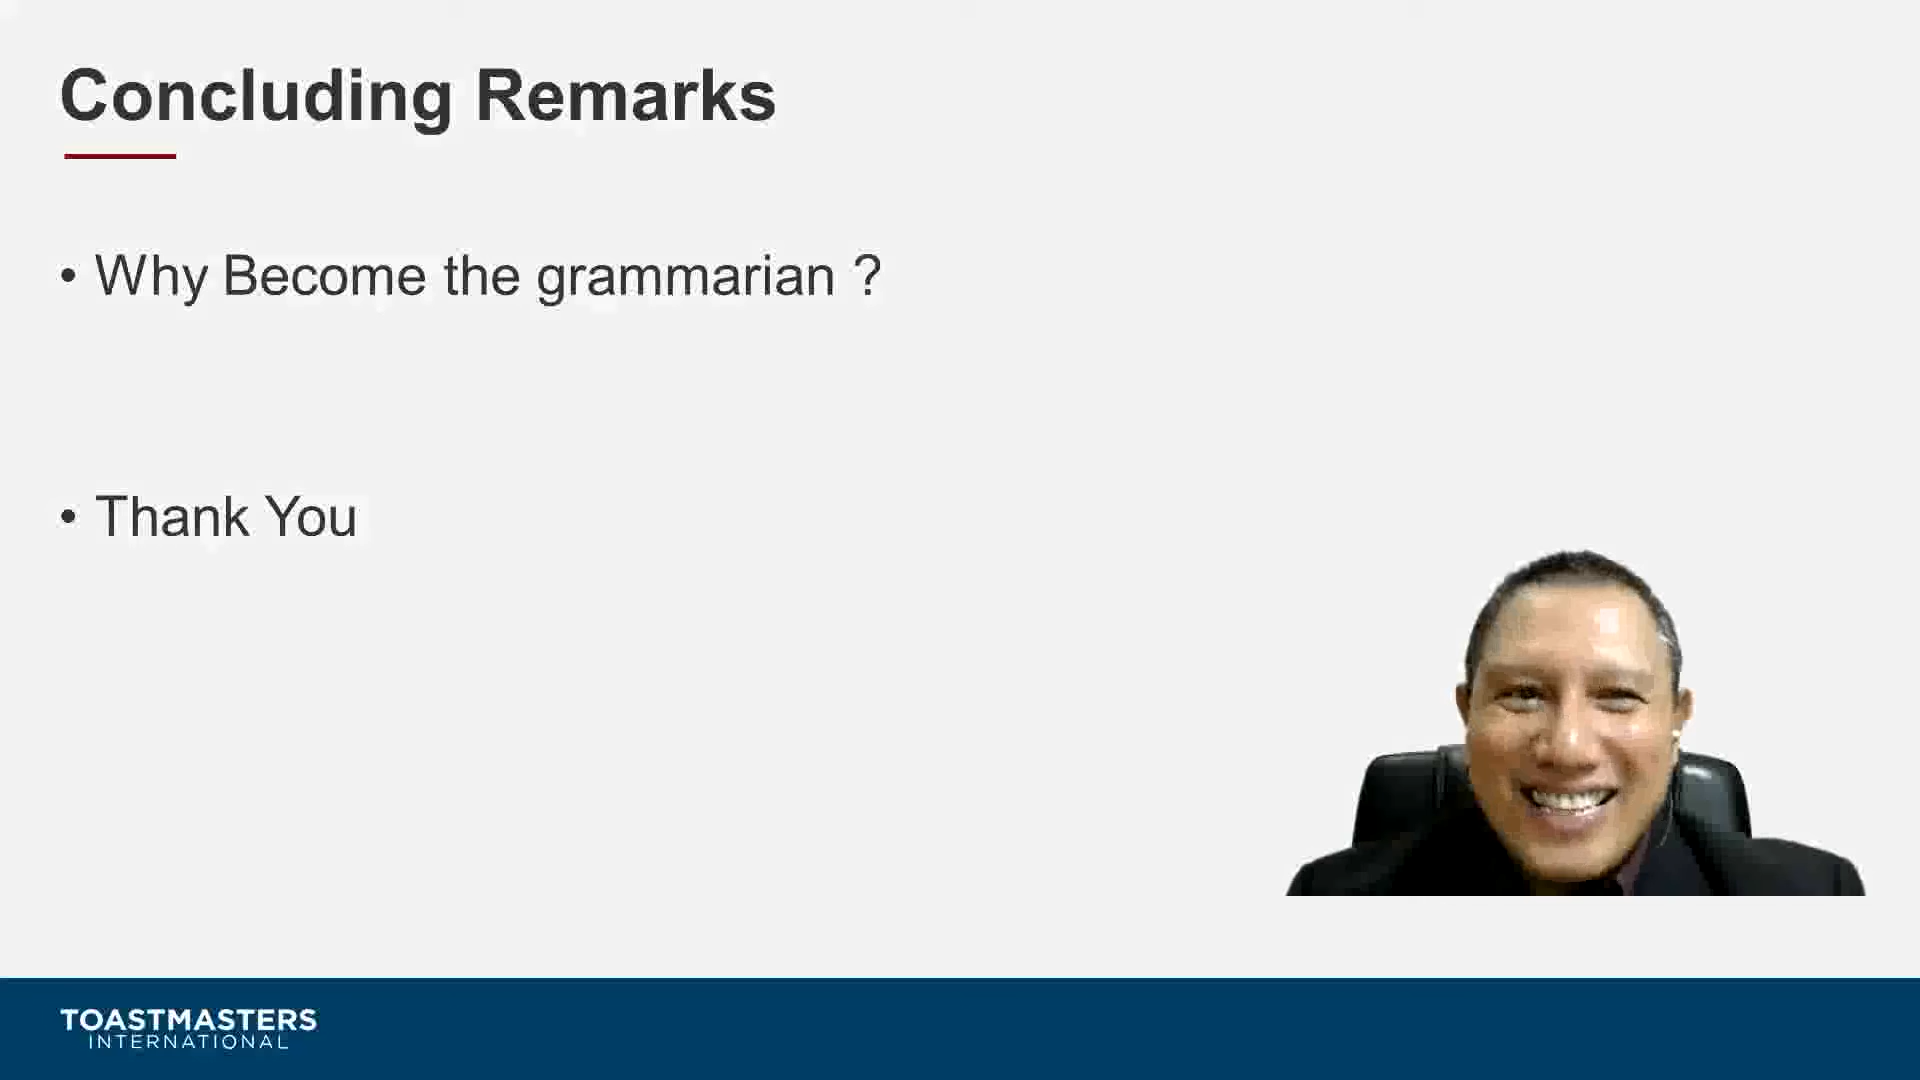 Concluding Remarks
• Why Become the grammarian ?
• Thank You
TOASTMASTERS
INTERNATIONAL